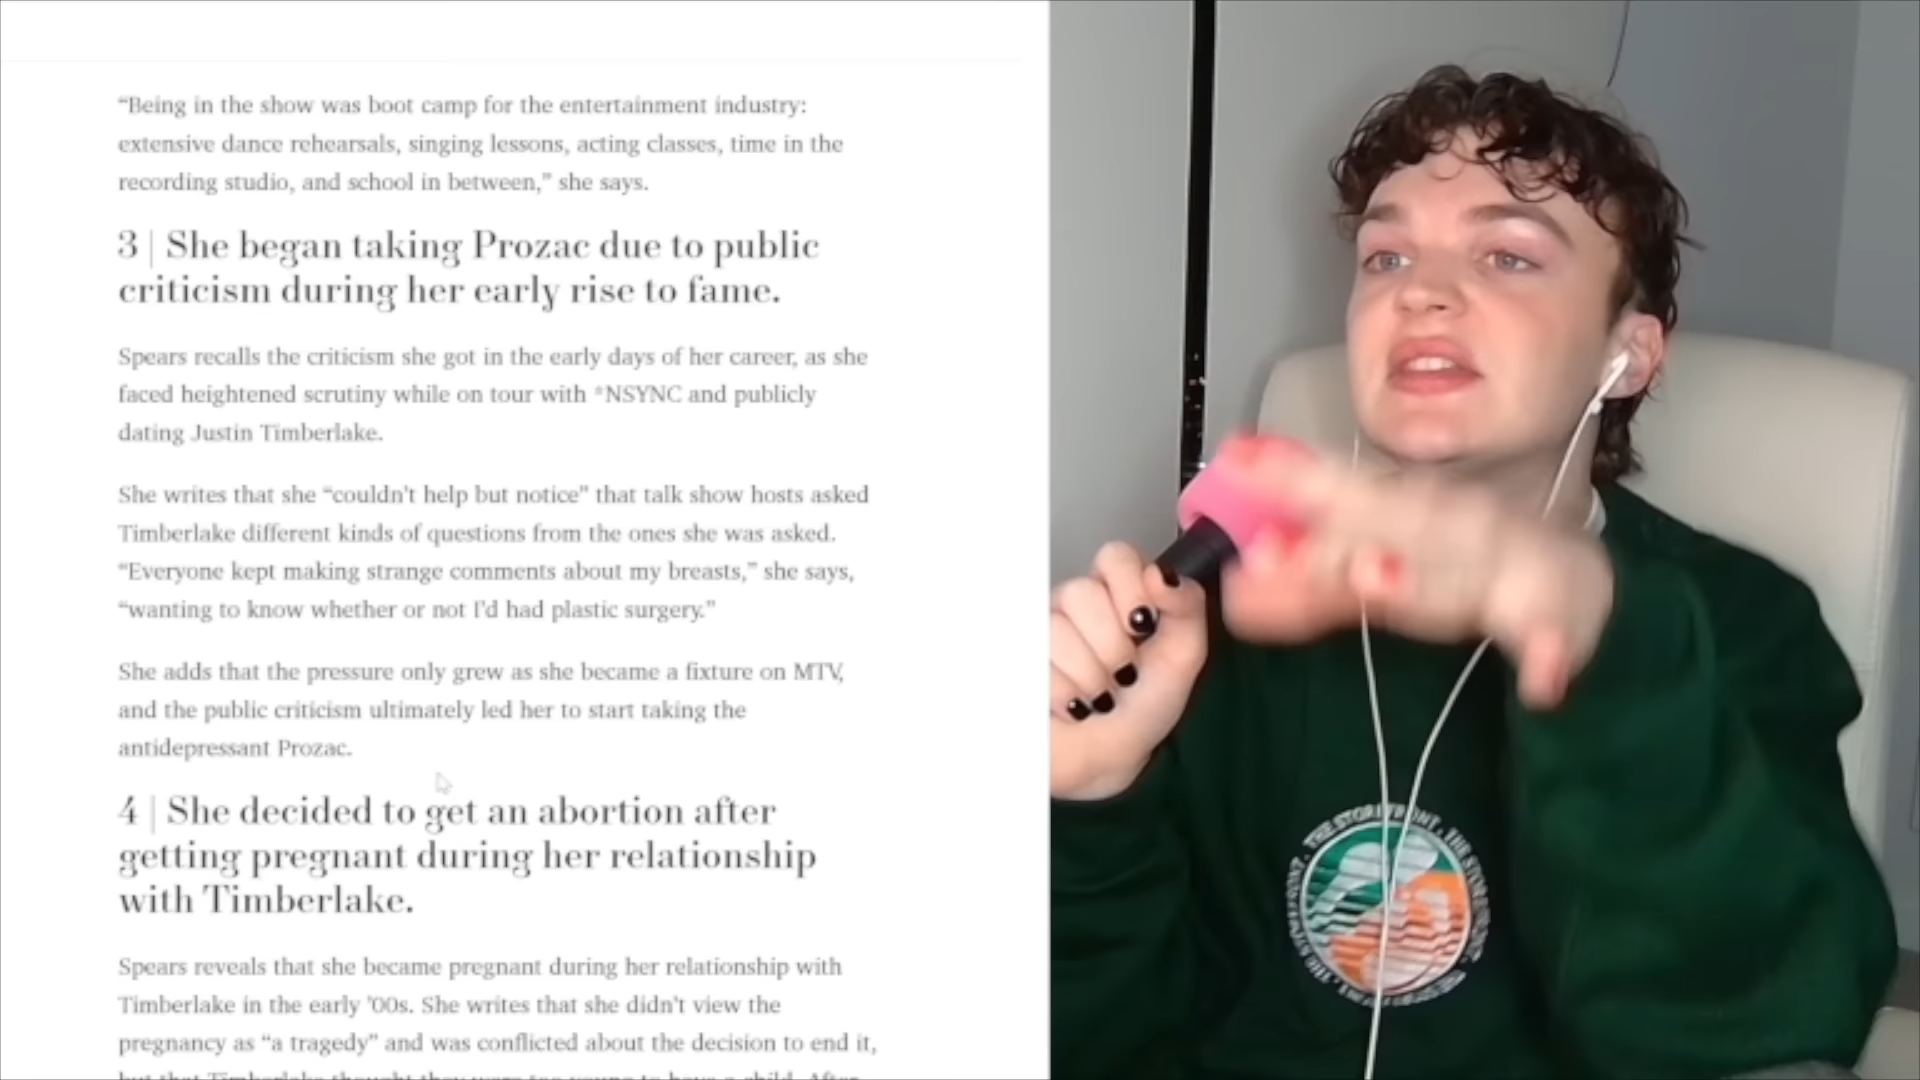 “Being in the show was boot camp for the entertainment industry:
extensive dance rehearsals, singing lessons, acting classes, time in the
recording studio, and school in between,” she says.
3 | She began taking Prozac due to public
criticism during her early rise to fame.
Spears recalls the criticism she got in the early days of her career, as she
faced heightened scrutiny while on tour with *NSYNC and publicly
dating Justin Timberlake.
She writes that she “couldn't help but notice” that talk show hosts asked
Timberlake different kinds of questions from the ones she was asked.
“Everyone kept making strange comments about my breasts,” she says,
“wanting to know whether or not I'd had plastic surgery.”
She adds that the pressure only grew as she became a fixture on MTV,
and the public criticism ultimately led her to start taking the
antidepressant Prozac.
4 | She decided to get an abortion after
getting pregnant during her relationship
with Timberlake.
Spears reveals that she became pregnant during her relationship with
Timberlake in the early '00s. She writes that she didn't view the
pregnancy as “a tragedy” and was conflicted about the decision to end it,
THE STOREFRONT